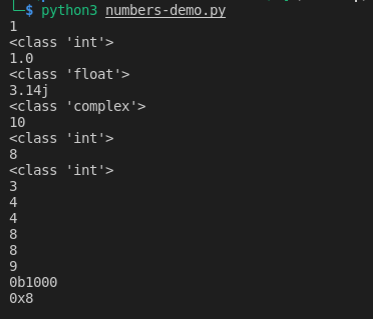 └─$ python3 numbers-demo.py
1
<class 'int'>
1.0
<class 'float'>
3.14j
<class 'complex'>
10
<class 'int'>
8
<class 'int'>
3
4
4
8
8
9
0b1000
0x8